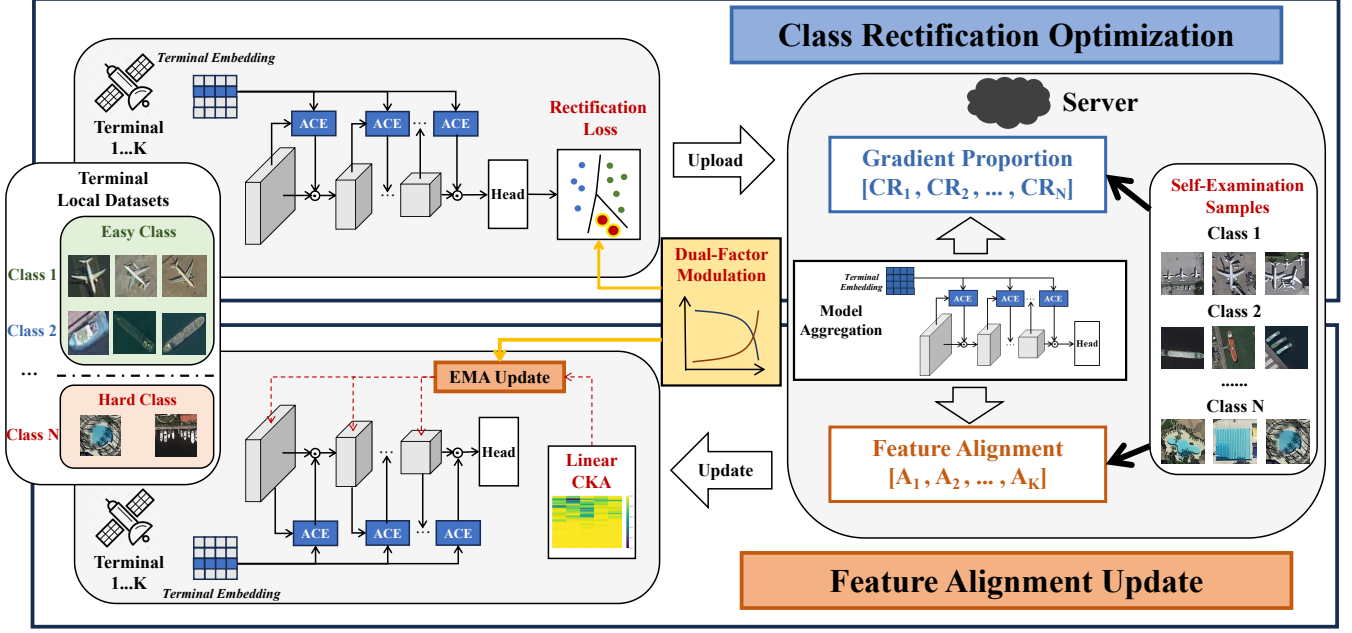 Class Rectification Optimization
Terminal Embedding
Terminal
1...K
ACE
ACE
...
ACE
...
Head
Rectification
Loss
Upload
Server
Gradient Proportion
[CR1 , CR2 , ... , CRN]
Self-Examination
Samples
Class 1
Class 2
......
Class N
Terminal
Local Datasets
Easy Class
Class 1
Class 2
...
Hard Class
Class N
Dual-Factor
Modulation
Model
Aggregation
Terminal
Embedding
ACE
ACE
...
ACE
...
Head
EMA Update
Head
...
ACE
ACE
...
ACE
Linear
CKA
Update
Feature Alignment
[A1 , A2 , ... , AK]
Terminal
1...K
Terminal Embedding
Feature Alignment Update